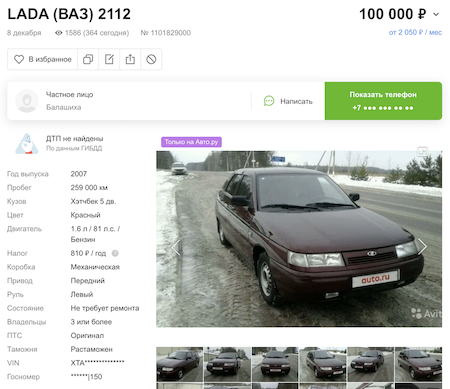 LADA (ВАЗ) 2112
100 000 ₽
8 декабря 1586 (364 сегодня) № 1101829000
от 2 050 ₽ / мес
В избранное
Частное лицо
Балашиха
Написать
Показать телефон
+7 ••• ••• •• ••
ДТП не найдены
По данным ГИБДД
Только на Авто.ру
Год выпуска 2007
Пробег 259 000 км
Кузов Хэтчбек 5 дв.
Цвет Красный
Двигатель 1.6 л / 81 л.с. /
Бензин
Налог 810 ₽ / год
Коробка Механическая
Привод Передний
Руль Левый
Состояние Не требует ремонта
Владельцы 3 или более
ПТС Оригинал
Таможня Растаможен
VIN XTA**************
Госномер ******|150
auto.ru
Avito